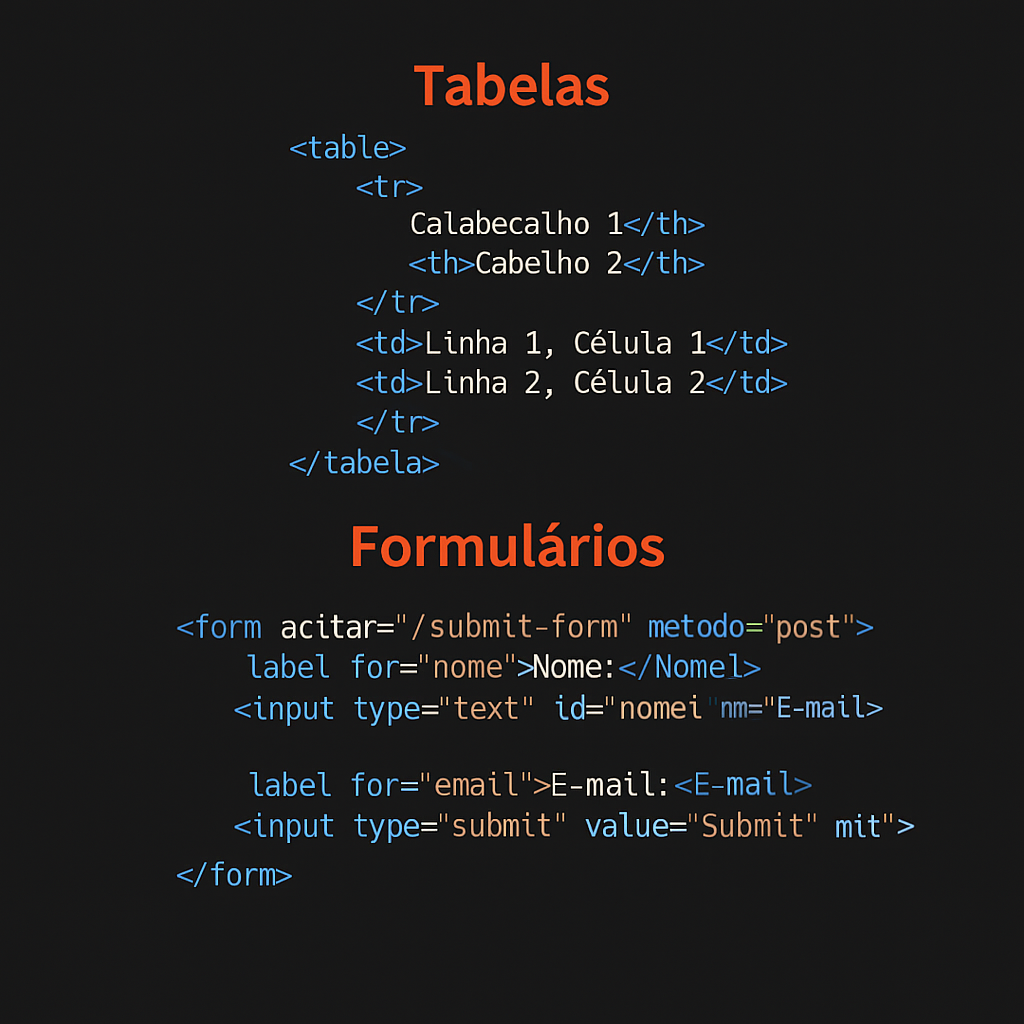 Tabelas
<table>
<tr>
Calabecalho 1</th>
<th>Cabelho 2</th>
</tr>
<td>Linha 1, Célula 1</td>
<td>Linha 2, Célula 2</td>
</tr>
</tabela>
Formulários
<form acitar="/submit-form" metodo="post">
label for="nome">Nome:</Nomel>
<input type="text" id="nomei "nm="E-mail>
label for="email">E-mail:<E-mail>
<input type="submit" value="Submit" mit">
</form>